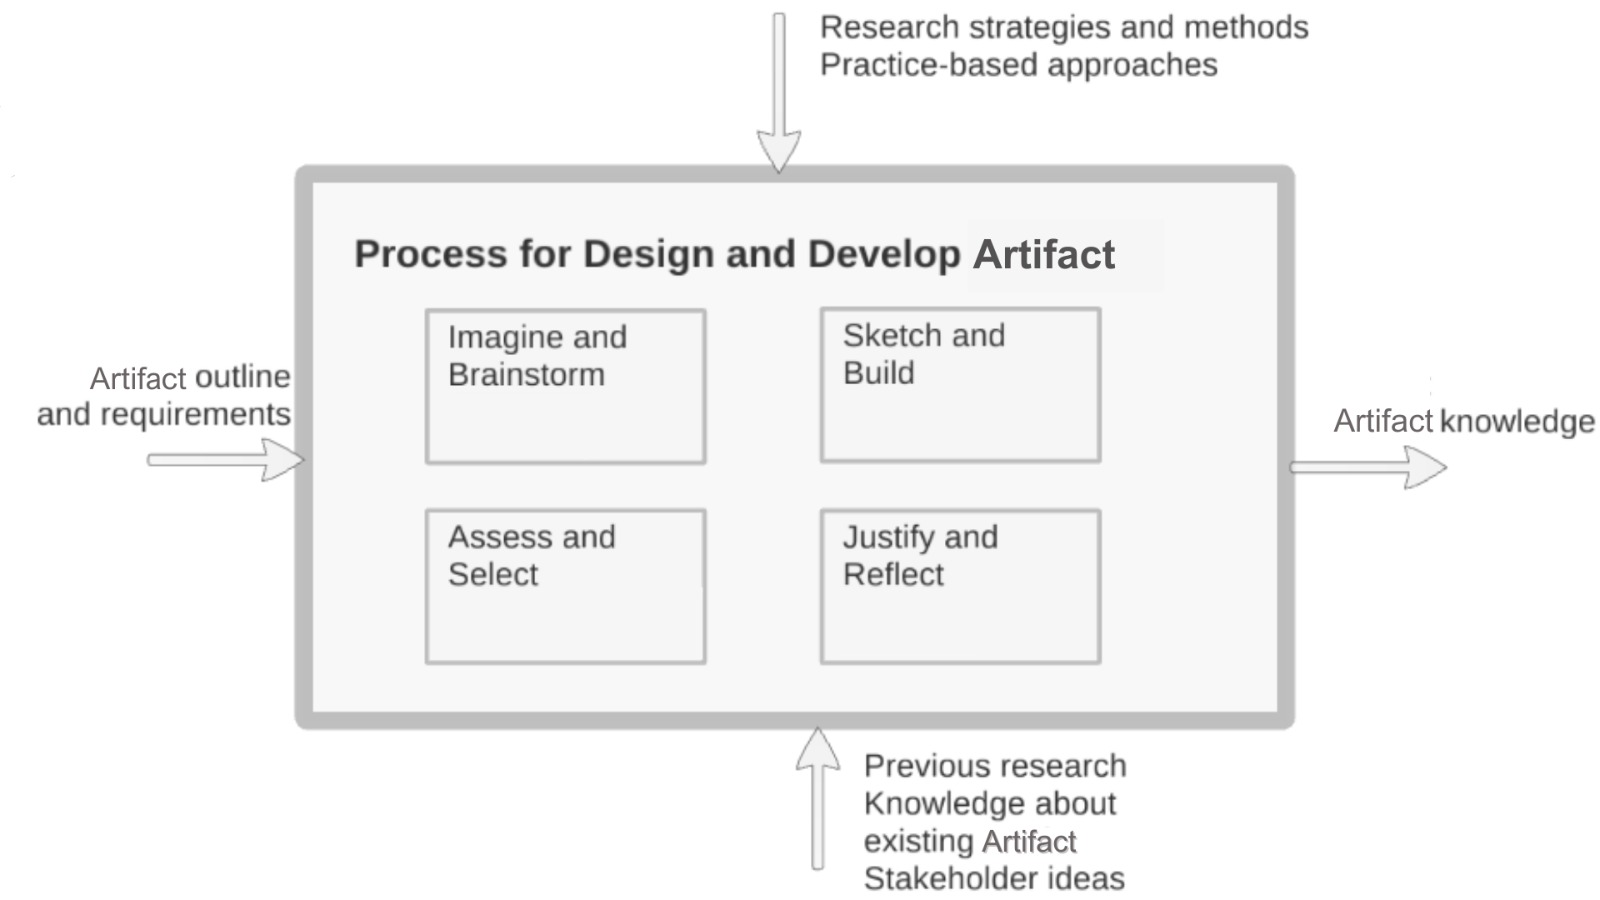 Research strategies and methods
Practice-based approaches
Process for Design and Develop Artifact
Imagine and
Brainstorm
Sketch and
Build
Artifact outline
and requirements
Artifact knowledge
Assess and
Select
Justify and
Reflect
Previous research
Knowledge about
existing Artifact
Stakeholder ideas